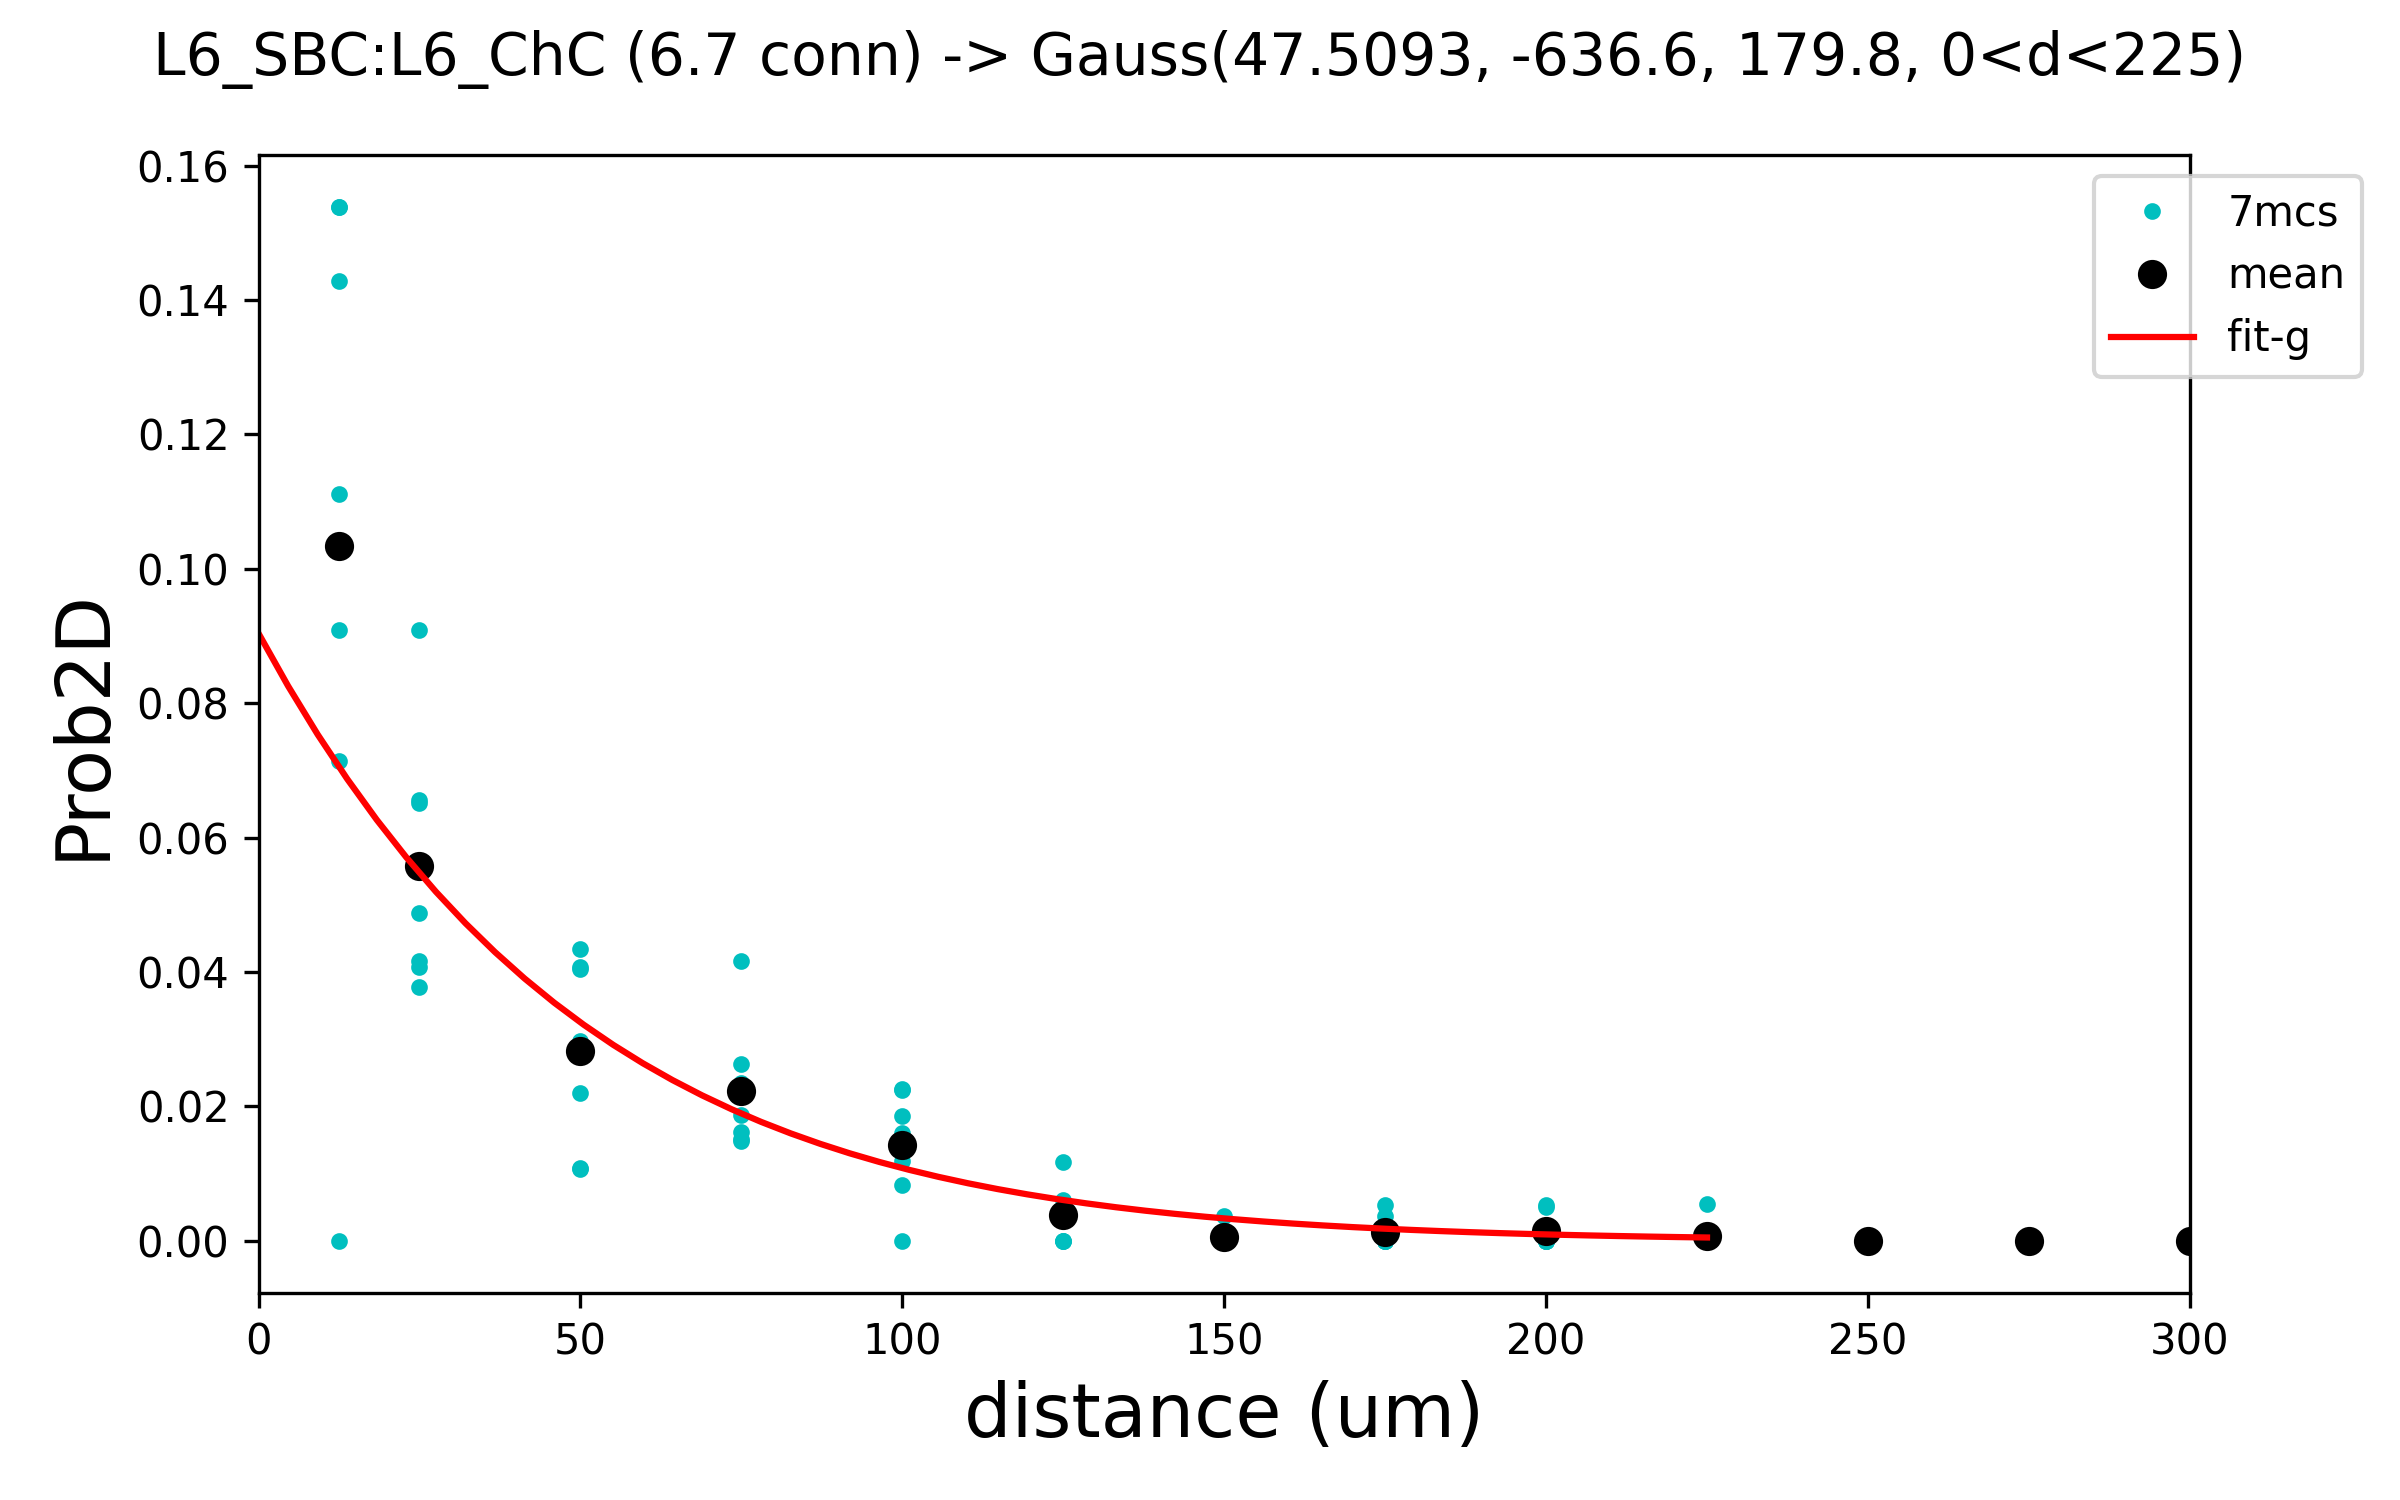 L6_SBC:L6_ChC (6.7 conn) -> Gauss(47.5093, -636.6, 179.8, 0<d<225)
0.16
0.14
0.12
0.10
0.08
0.06
0.04
0.02
0.00
Prob2D
7mcs
mean
fit-g
0 50 100 150 200 250 300
distance (um)